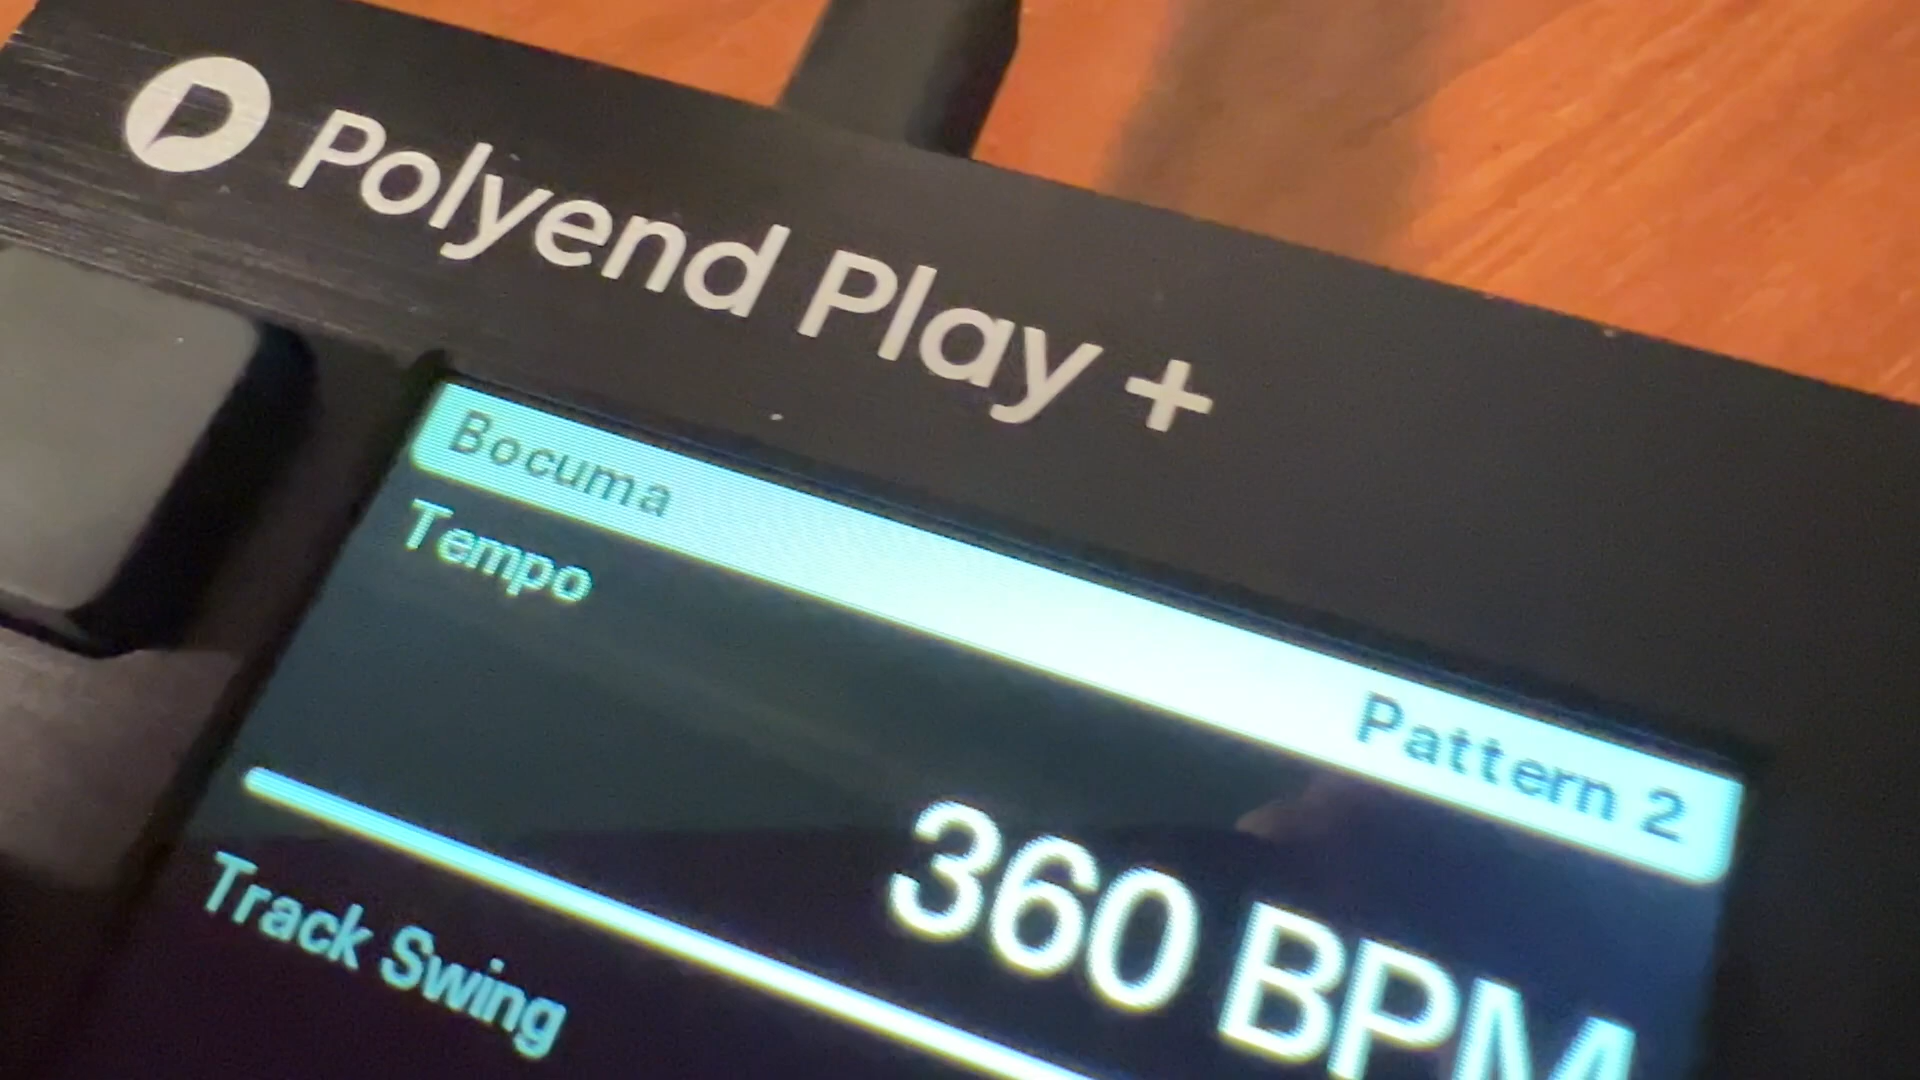 Polyend Play +
Bocuma
Pattern 2
Tempo
360 BPM
Track Swing